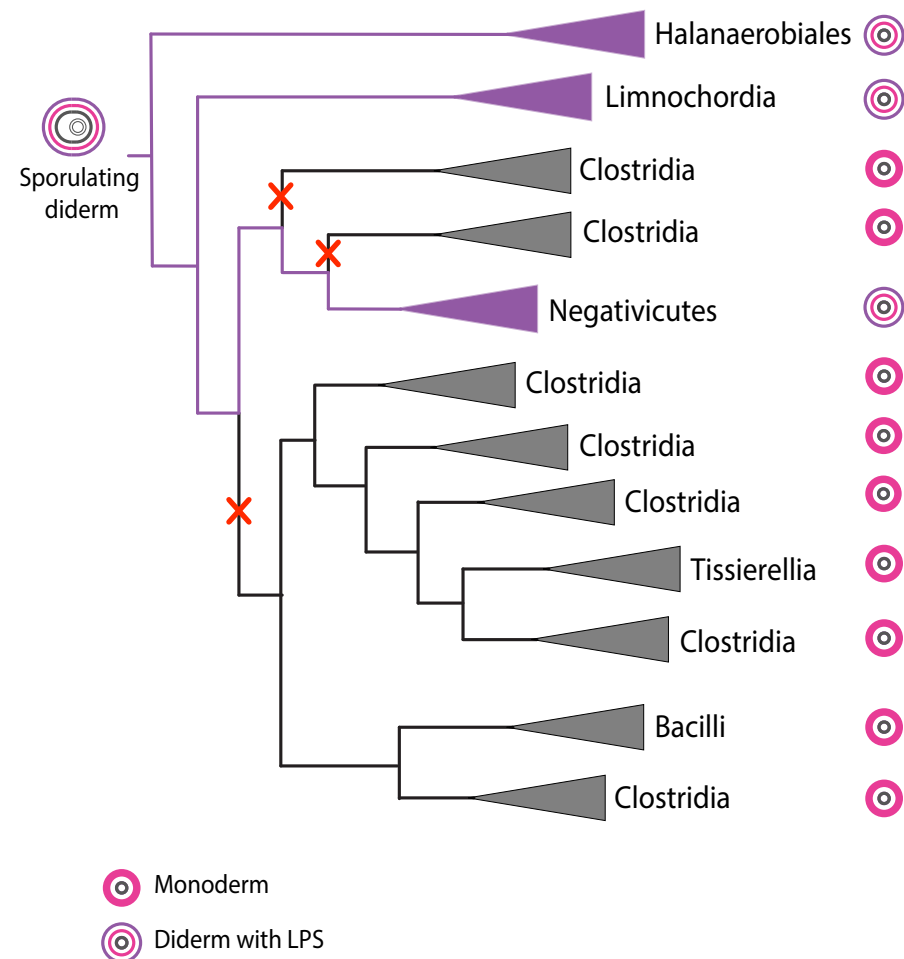 Halanaerobiales
Limnochordia
Sporulating
diderm
Clostridia
Clostridia
Negativicutes
Clostridia
Clostridia
Clostridia
Tissierellia
Clostridia
Bacilli
Clostridia
Monoderm
Diderm with LPS